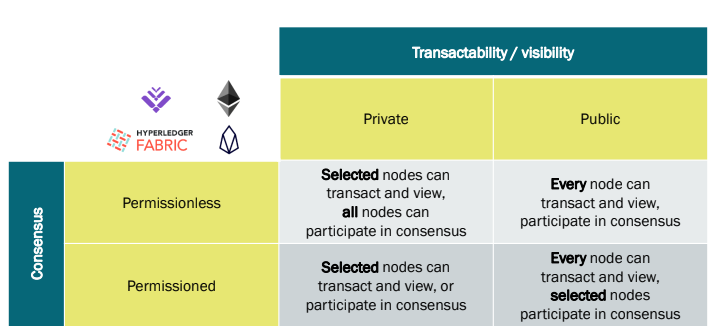 Transactability / visibility
HYPERLEDGER
FABRIC
Private
Public
Consensus
Permissionless
Selected nodes can
transact and view,
all nodes can
participate in consensus
Every node can
transact and view,
participate in consensus
Permissioned
Selected nodes can
transact and view, or
participate in consensus
Every node can
transact and view,
selected nodes
participate in consensus